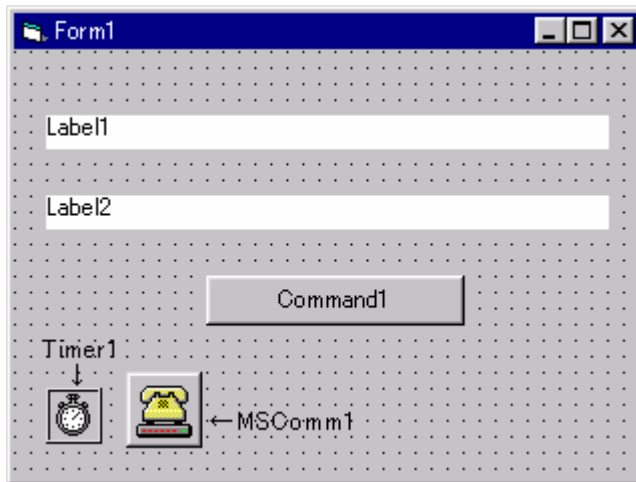 Form1
Label1
Label2
Command1
Timer1
↓
←MSComm1